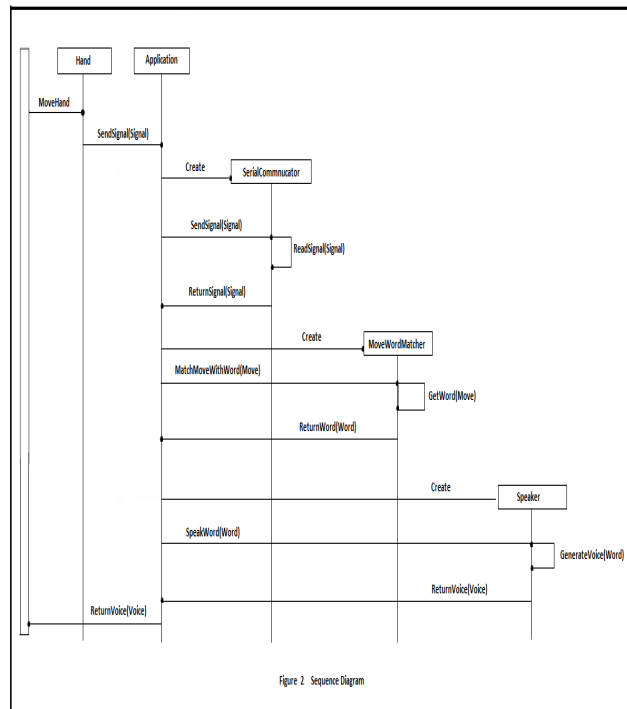 Hand
Application
MoveHand
SendSignal(Signal)
Create
SerialCommnucator
SendSignal(Signal)
ReadSignal(Signal)
ReturnSignal(Signal)
Create
MoveWordMatcher
MatchMoveWithWord(Move)
GetWord(Move)
ReturnWord(Word)
Create
Speaker
SpeakWord(Word)
GenerateVoice(Word)
ReturnVoice(Voice)
ReturnVoice(Voice)
Figure 2 Sequence Diagram